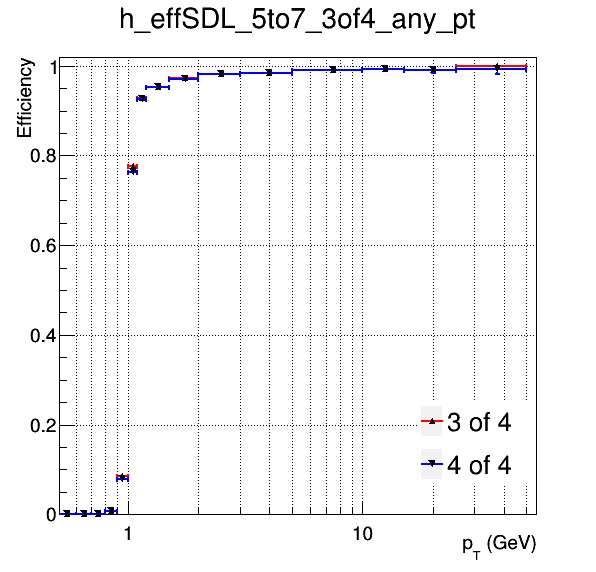 h_effSDL_5to7_3of4_any_pt
Efficiency
1
0.8
0.6
0.4
0.2
0
3 of 4
4 of 4
1
10
p_T (GeV)